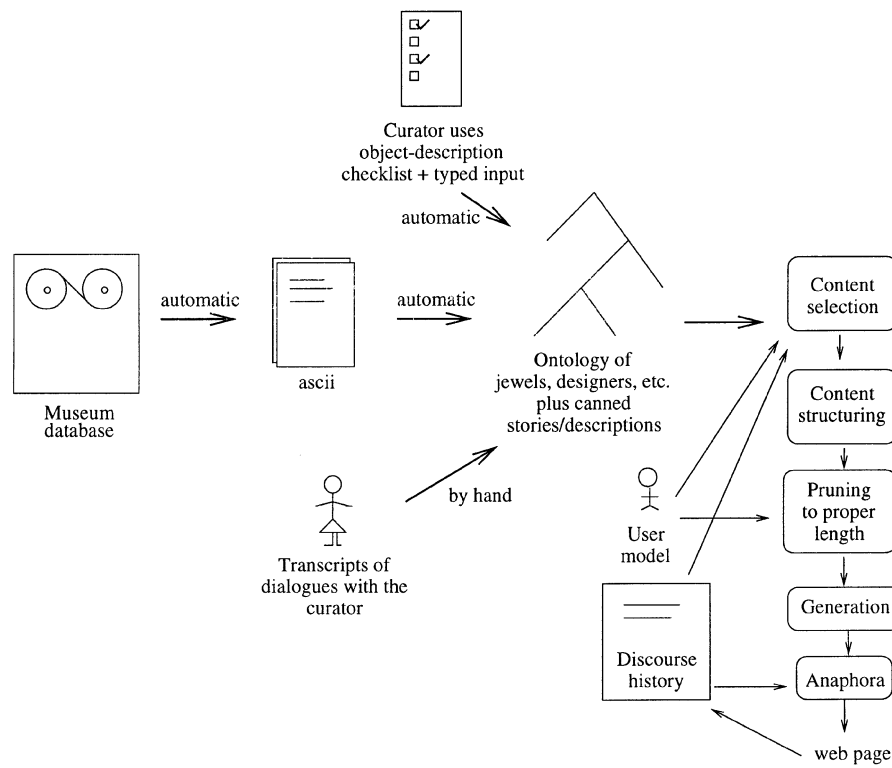 Curator uses
object-description
checklist + typed input
automatic
automatic
automatic
Museum
database
ascii
Ontology of
jewels, designers, etc.
plus canned
stories/descriptions
by hand
Transcripts of
dialogues with the
curator
User
model
Discourse
history
Content
selection
Content
structuring
Pruning
to proper
length
Generation
Anaphora
web page